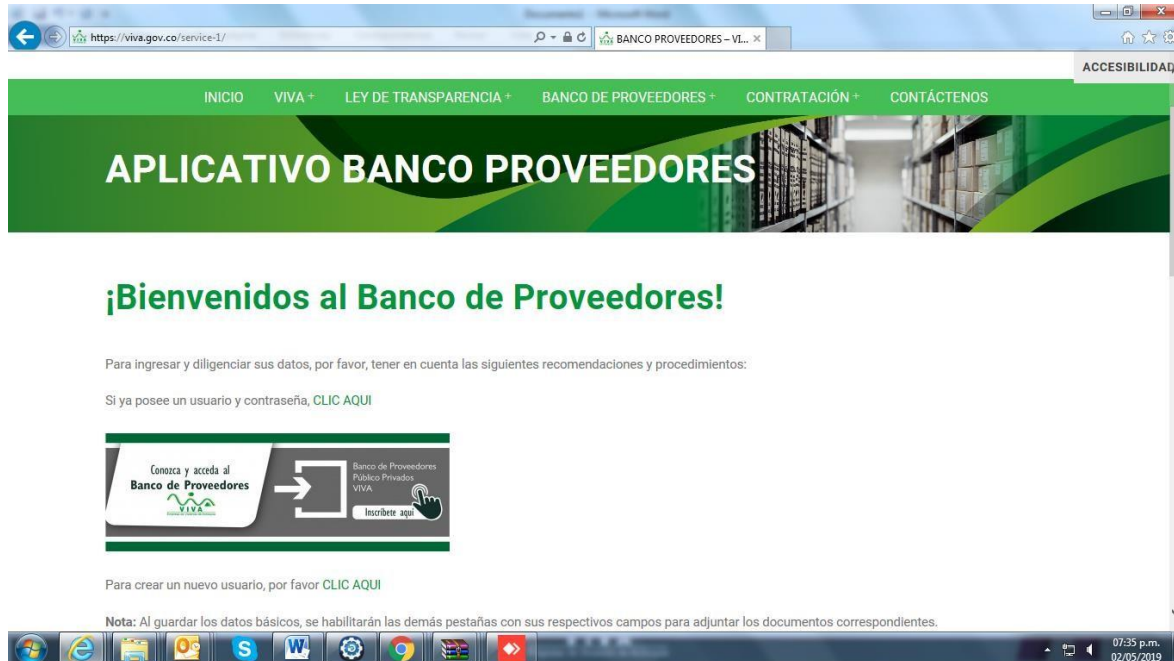 https://viva.gov.co/service-1/
BANCO PROVEEDORES – VI...
ACCESIBILIDAD
INICIO VIVA + LEY DE TRANSPARENCIA + BANCO DE PROVEEDORES + CONTRATACIÓN + CONTÁCTENOS
APLICATIVO BANCO PROVEEDORES
¡Bienvenidos al Banco de Proveedores!
Para ingresar y diligenciar sus datos, por favor, tener en cuenta las siguientes recomendaciones y procedimientos:
Si ya posee un usuario y contraseña, CLIC AQUI
Conozca y acceda al
Banco de Proveedores
VIVA
Banco de Proveedores
Público Privados
VIVA
Inscríbete aquí
Para crear un nuevo usuario, por favor CLIC AQUI
Nota: Al guardar los datos básicos, se habilitarán las demás pestañas con sus respectivos campos para adjuntar los documentos correspondientes.
07:35 p.m.
02/05/2019